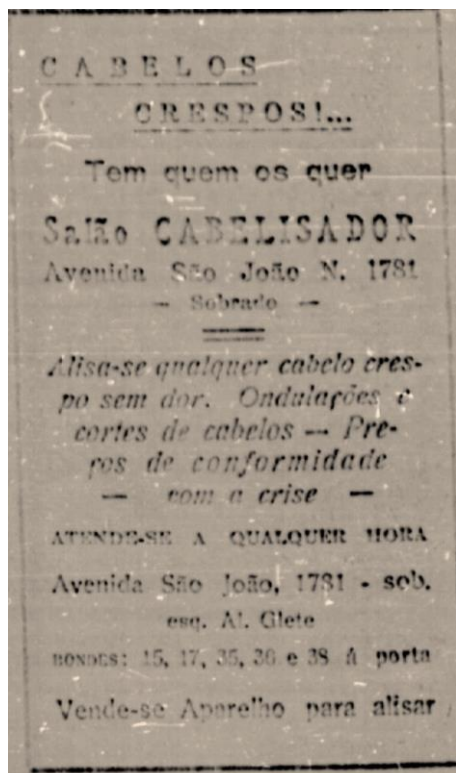 CABELOS
CRESPOS!...
Tem quem os quer
Salão CABELISADOR
Avenida São João N. 1781
— Sobrado —
Alisa-se qualquer cabelo cres-
po sem dor. Ondulações e
cortes de cabelos — Pre-
ços de conformidade
— com a crise —
ATENDE-SE A QUALQUER HORA
Avenida São João, 1781 - sob.
esq. Al. Glete
BONDES: 15, 17, 35, 36 e 38 á porta
Vende-se Aparelho para alisar